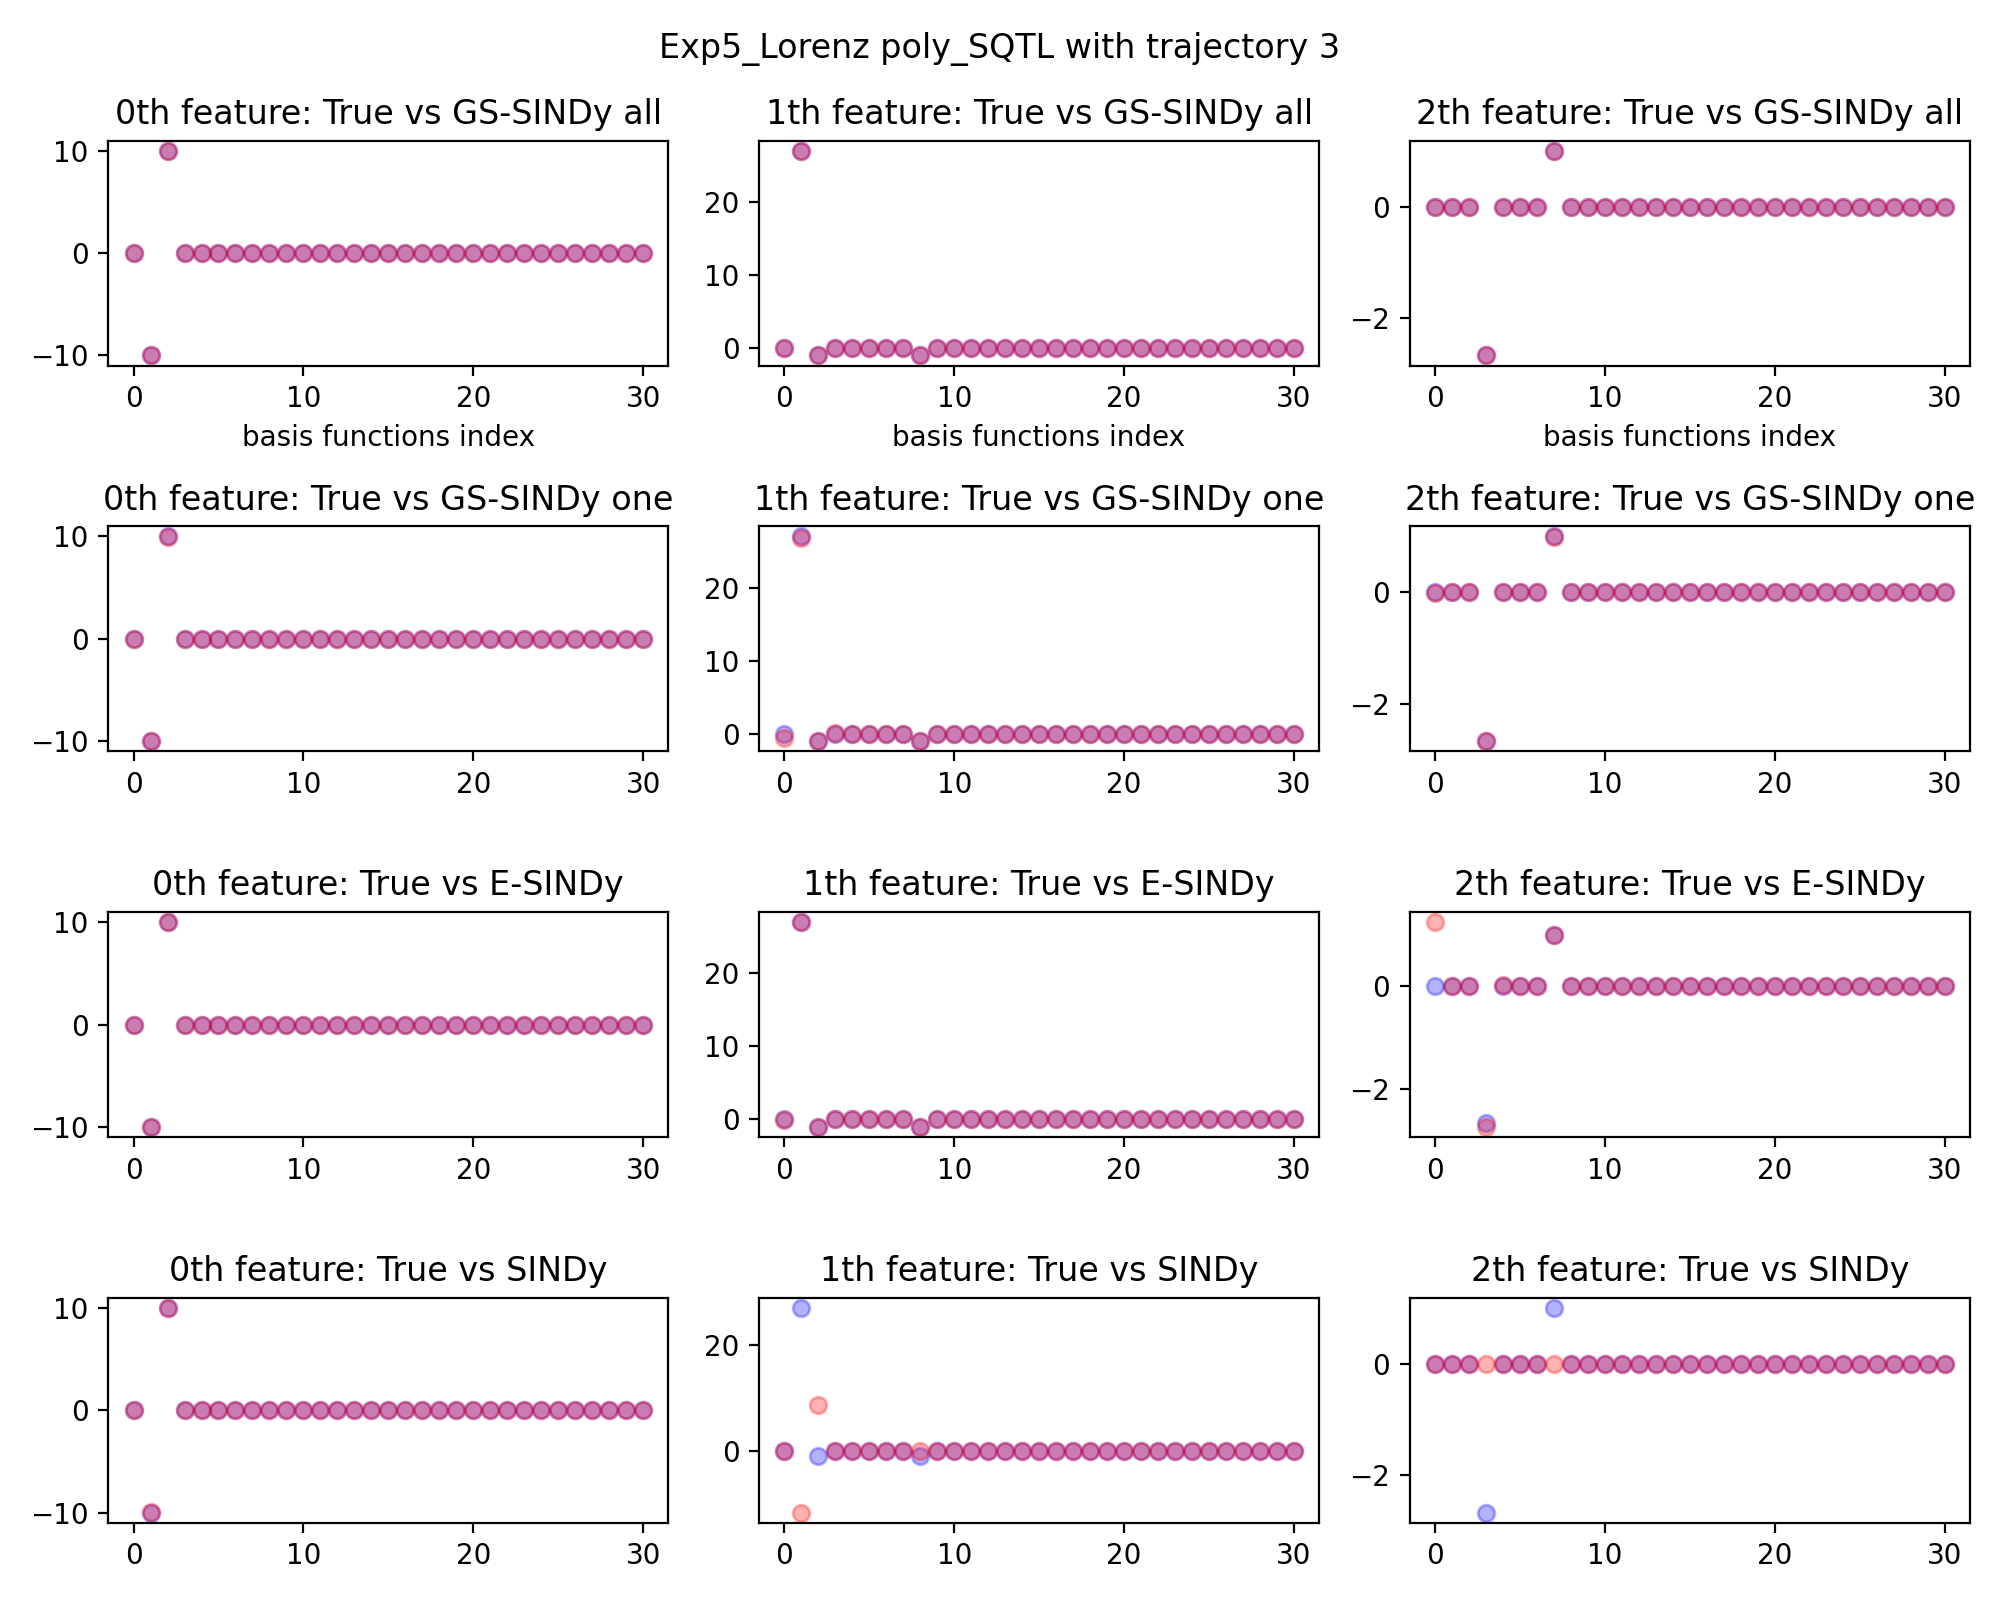 Exp5_Lorenz poly_SQTL with trajectory 3
0th feature: True vs GS-SINDy all
10
0
−10
0 10 20 30
basis functions index
1th feature: True vs GS-SINDy all
20
10
0
0 10 20 30
basis functions index
2th feature: True vs GS-SINDy all
0
−2
0 10 20 30
basis functions index
0th feature: True vs GS-SINDy one
10
0
−10
0 10 20 30
1th feature: True vs GS-SINDy one
20
10
0
0 10 20 30
2th feature: True vs GS-SINDy one
0
−2
0 10 20 30
0th feature: True vs E-SINDy
10
0
−10
0 10 20 30
1th feature: True vs E-SINDy
20
10
0
0 10 20 30
2th feature: True vs E-SINDy
0
−2
0 10 20 30
0th feature: True vs SINDy
10
0
−10
0 10 20 30
1th feature: True vs SINDy
20
0
0 10 20 30
2th feature: True vs SINDy
0
−2
0 10 20 30